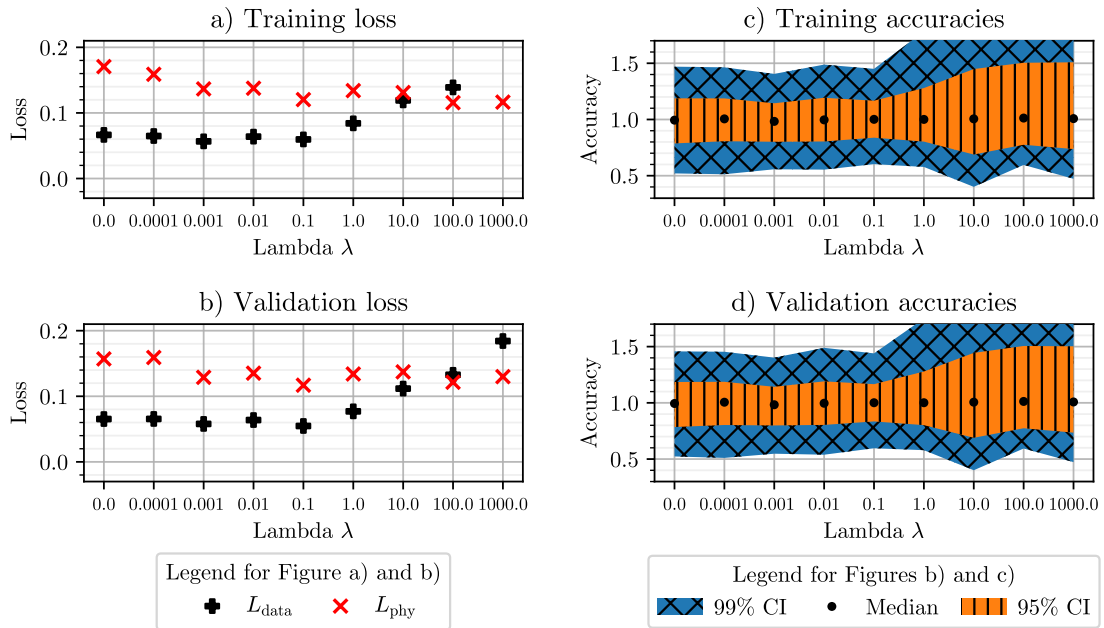 a) Training loss
0.2
0.1
0.0
Loss
0.0 0.0001 0.001 0.01 0.1 1.0 10.0 100.0 1000.0
Lambda λ
c) Training accuracies
1.5
1.0
0.5
Accuracy
0.0 0.0001 0.001 0.01 0.1 1.0 10.0 100.0 1000.0
Lambda λ
b) Validation loss
0.2
0.1
0.0
Loss
0.0 0.0001 0.001 0.01 0.1 1.0 10.0 100.0 1000.0
Lambda λ
d) Validation accuracies
1.5
1.0
0.5
Accuracy
0.0 0.0001 0.001 0.01 0.1 1.0 10.0 100.0 1000.0
Lambda λ
Legend for Figure a) and b)
L_data L_phy
Legend for Figures b) and c)
99% CI Median 95% CI